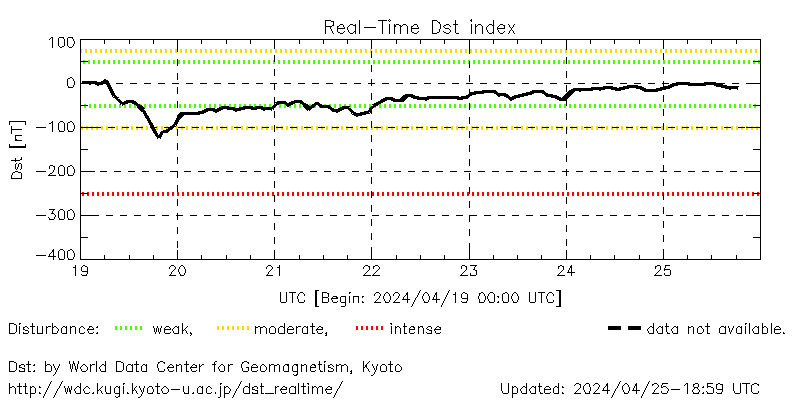 Real-Time Dst index
100
0
-100
-200
-300
-400
Dst [nT]
19 20 21 22 23 24 25
UTC [Begin: 2024/04/19 00:00 UTC]
Disturbance: weak, moderate, intense data not available.
Dst: by World Data Center for Geomagnetism, Kyoto
http://wdc.kugi.kyoto-u.ac.jp/dst_realtime/ Updated: 2024/04/25-18:59 UTC